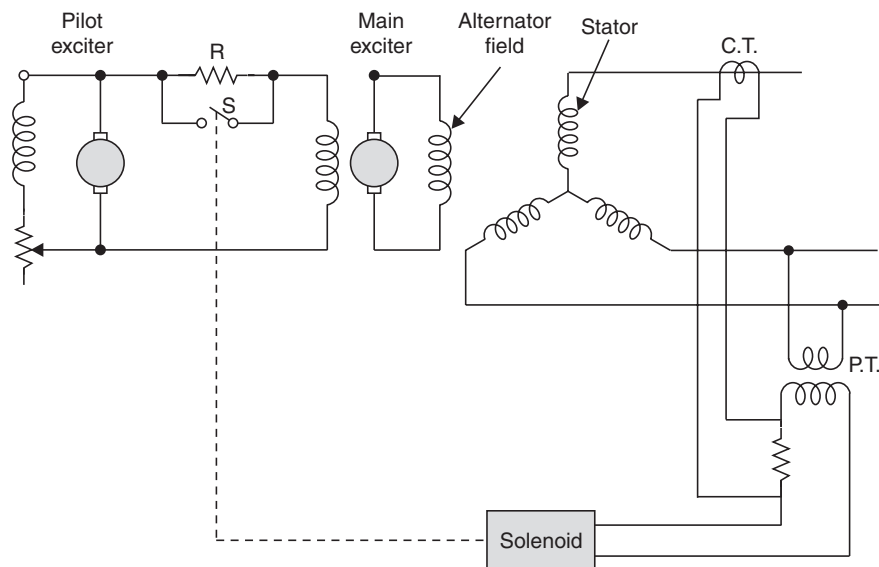 Pilot
exciter
R
S
Main
exciter
Alternator
field
Stator
C.T.
P.T.
Solenoid